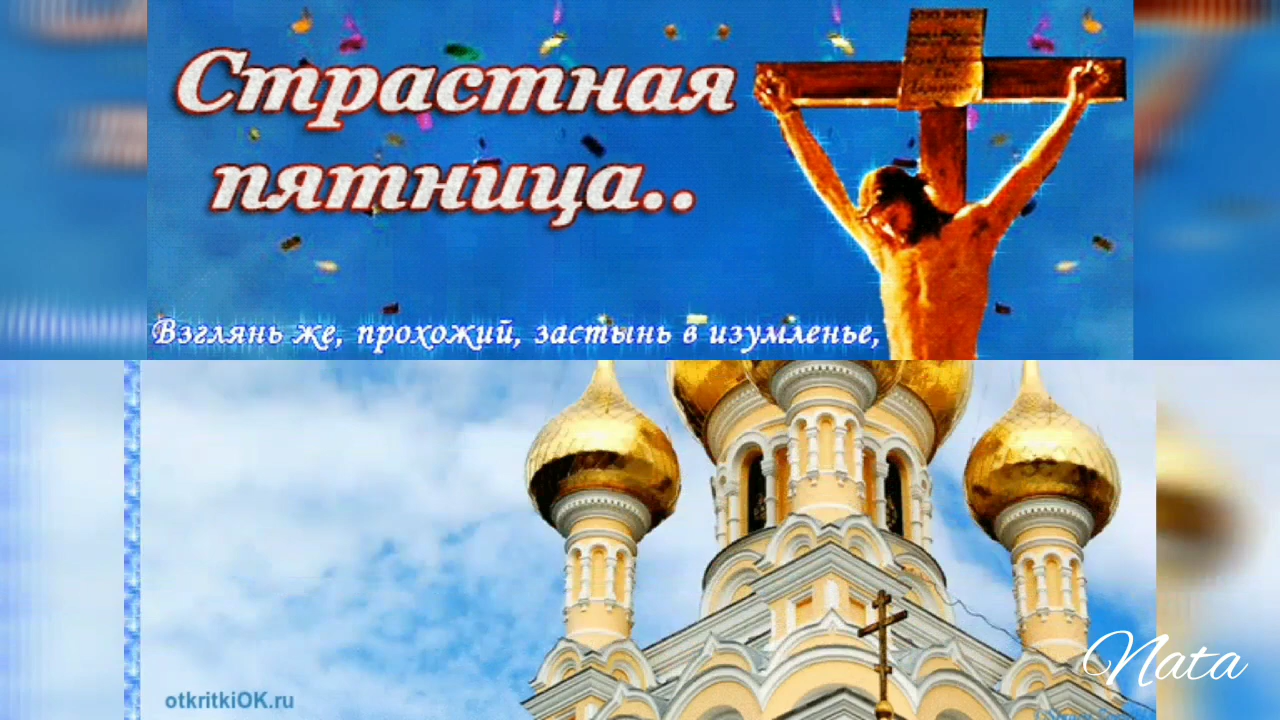 Страстная
пятница..
Взглянь же, прохожий, застынь в изумленье,
otkritkiOK.ru
Nata